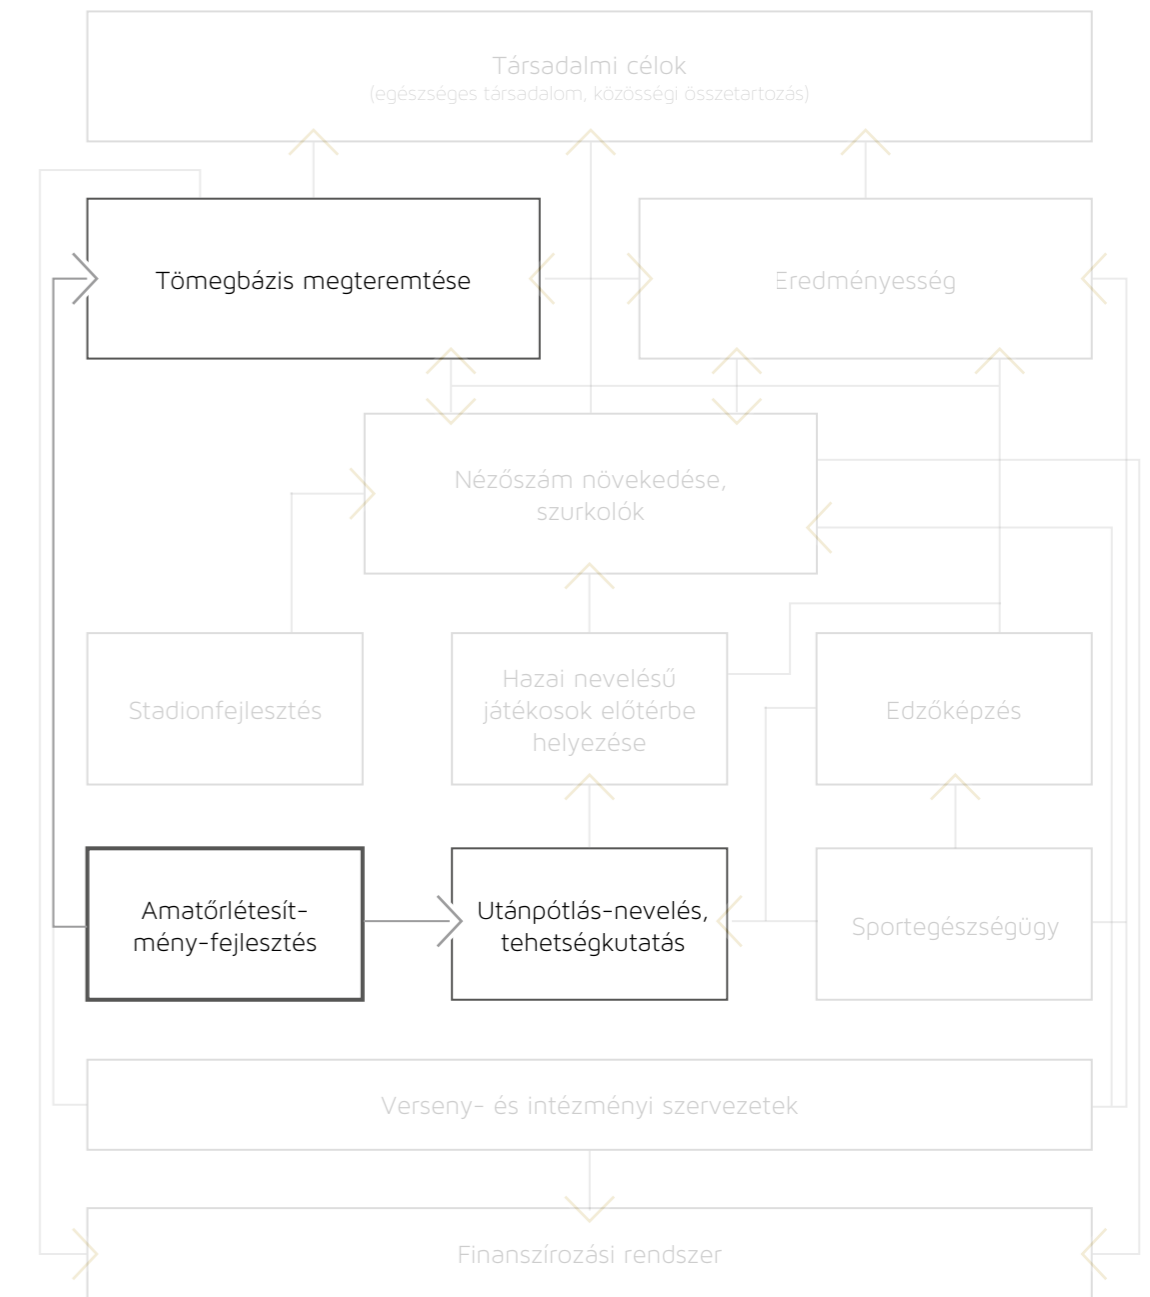 Társadalmi célok
(egészséges társadalom, közösségi összetartozás)
Tömegbázis megteremtése
Eredményesség
Nézőszám növekedése,
szurkolók
Stadionfejlesztés
Hazai nevelésű
játékosok előtérbe
helyezése
Edzőképzés
Amatőrlétesít-
mény-fejlesztés
Utánpótlás-nevelés,
tehetségkutatás
Sportegészségügy
Verseny- és intézményi szervezetek
Finanszírozási rendszer